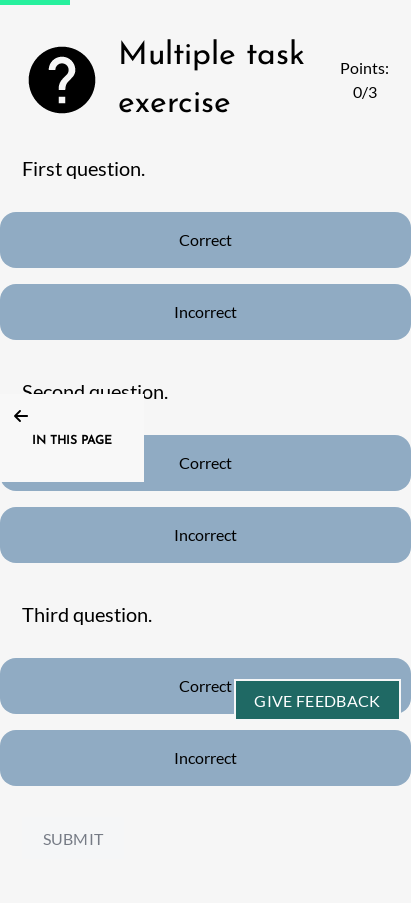 Multiple task
exercise
Points:
0/3
First question.
Correct
Incorrect
Second question.
IN THIS PAGE
Correct
Incorrect
Third question.
Correct
GIVE FEEDBACK
Incorrect
SUBMIT